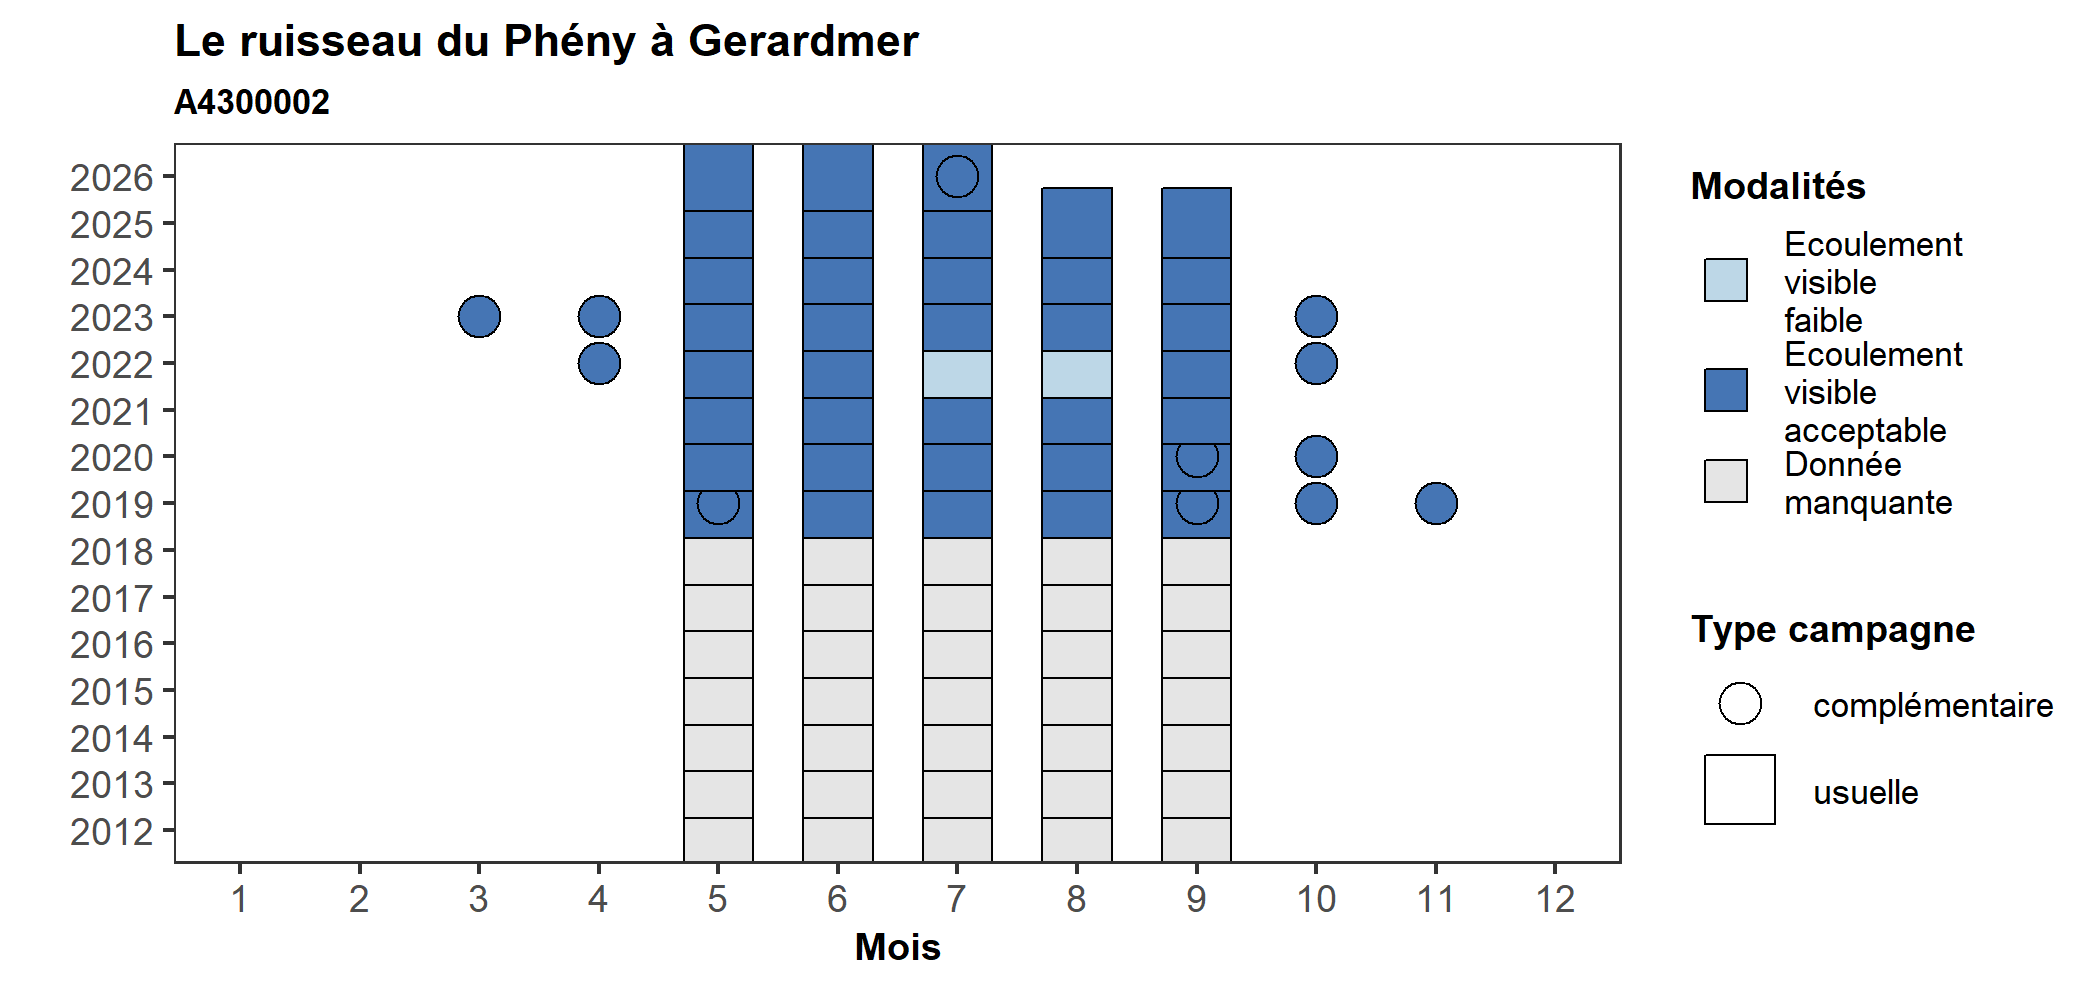 Le ruisseau du Phény à Gerardmer
A4300002
2026
2025
2024
2023
2022
2021
2020
2019
2018
2017
2016
2015
2014
2013
2012
1 2 3 4 5 6 7 8 9 10 11 12
Mois
Modalités
Ecoulement
visible
faible
Ecoulement
visible
acceptable
Donnée
manquante
Type campagne
complémentaire
usuelle